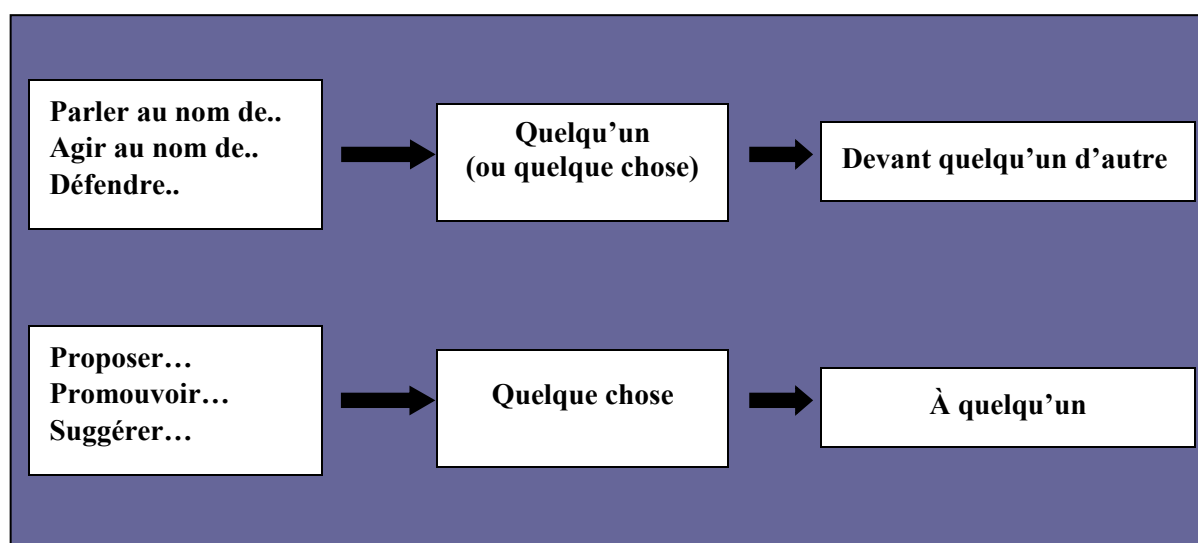 Parler au nom de..
Agir au nom de..
Défendre..
Quelqu’un
(ou quelque chose)
Devant quelqu’un d’autre
Proposer…
Promouvoir…
Suggérer…
Quelque chose
À quelqu’un